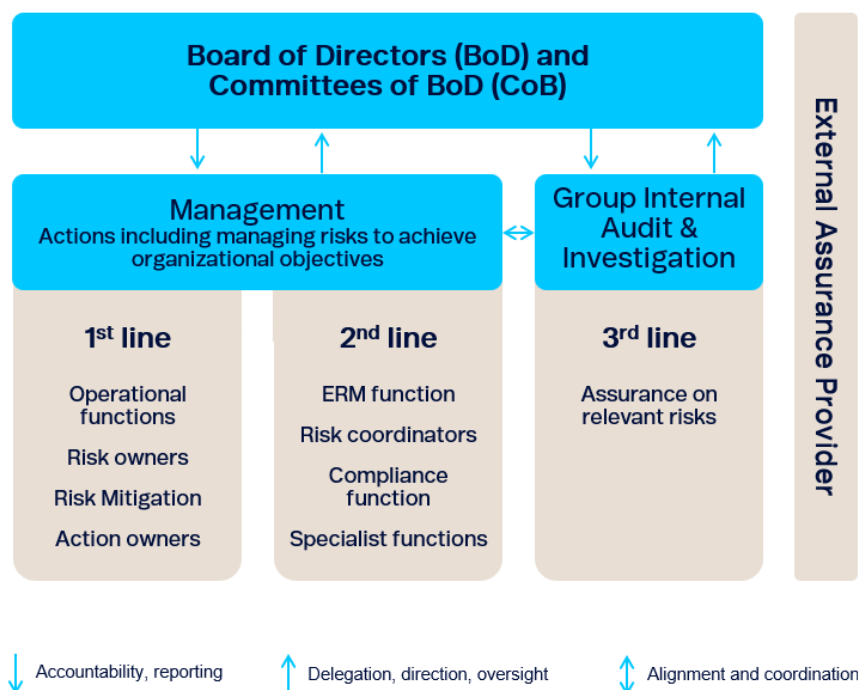 Board of Directors (BoD) and
Committees of BoD (CoB)
Management
Actions including managing risks to achieve
organizational objectives
Group Internal
Audit &
Investigation
1st line
Operational
functions
Risk owners
Risk Mitigation
Action owners
2nd line
ERM function
Risk coordinators
Compliance
function
Specialist functions
3rd line
Assurance on
relevant risks
External Assurance Provider
Accountability, reporting
Delegation, direction, oversight
Alignment and coordination